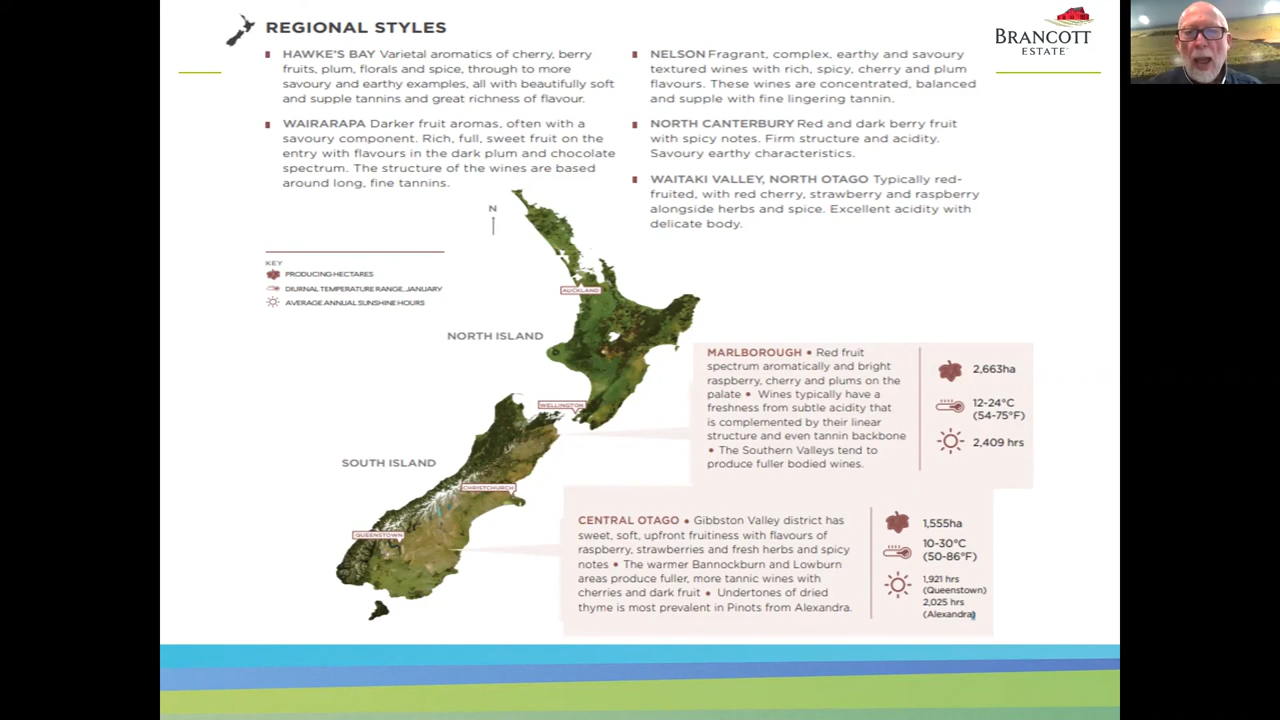 REGIONAL STYLES
HAWKE'S BAY Varietal aromatics of cherry, berry
fruits, plum, florals and spice, through to more
savoury and earthy examples, all with beautifully soft
and supple tannins and great richness of flavour.
WAIRARAPA Darker fruit aromas, often with a
savoury component. Rich, full, sweet fruit on the
entry with flavours in the dark plum and chocolate
spectrum. The structure of the wines are based
around long, fine tannins.
NELSON Fragrant, complex, earthy and savoury
textured wines with rich, spicy, cherry and plum
flavours. These wines are concentrated, balanced
and supple with fine lingering tannin.
NORTH CANTERBURY Red and dark berry fruit
with spicy notes. Firm structure and acidity.
Savoury earthy characteristics.
WAITAKI VALLEY, NORTH OTAGO Typically red-
fruited, with red cherry, strawberry and raspberry
alongside herbs and spice. Excellent acidity with
delicate body.
BRANCOTT
ESTATE
N
KEY
PRODUCING HECTARES
DIURNAL TEMPERATURE RANGE, JANUARY
AVERAGE ANNUAL SUNSHINE HOURS
AUCKLAND
NORTH ISLAND
WELLINGTON
SOUTH ISLAND
CHRISTCHURCH
QUEENSTOWN
MARLBOROUGH • Red fruit
spectrum aromatically and bright
raspberry, cherry and plums on the
palate • Wines typically have a
freshness from subtle acidity that
is complemented by their linear
structure and even tannin backbone
• The Southern Valleys tend to
produce fuller bodied wines.
2,663ha
12-24°C
(54-75°F)
2,409 hrs
CENTRAL OTAGO • Gibbston Valley district has
sweet, soft, upfront fruitiness with flavours of
raspberry, strawberries and fresh herbs and spicy
notes • The warmer Bannockburn and Lowburn
areas produce fuller, more tannic wines with
cherries and dark fruit • Undertones of dried
thyme is most prevalent in Pinots from Alexandra.
1,555ha
10-30°C
(50-86°F)
1,921 hrs
(Queenstown)
2,025 hrs
(Alexandra)